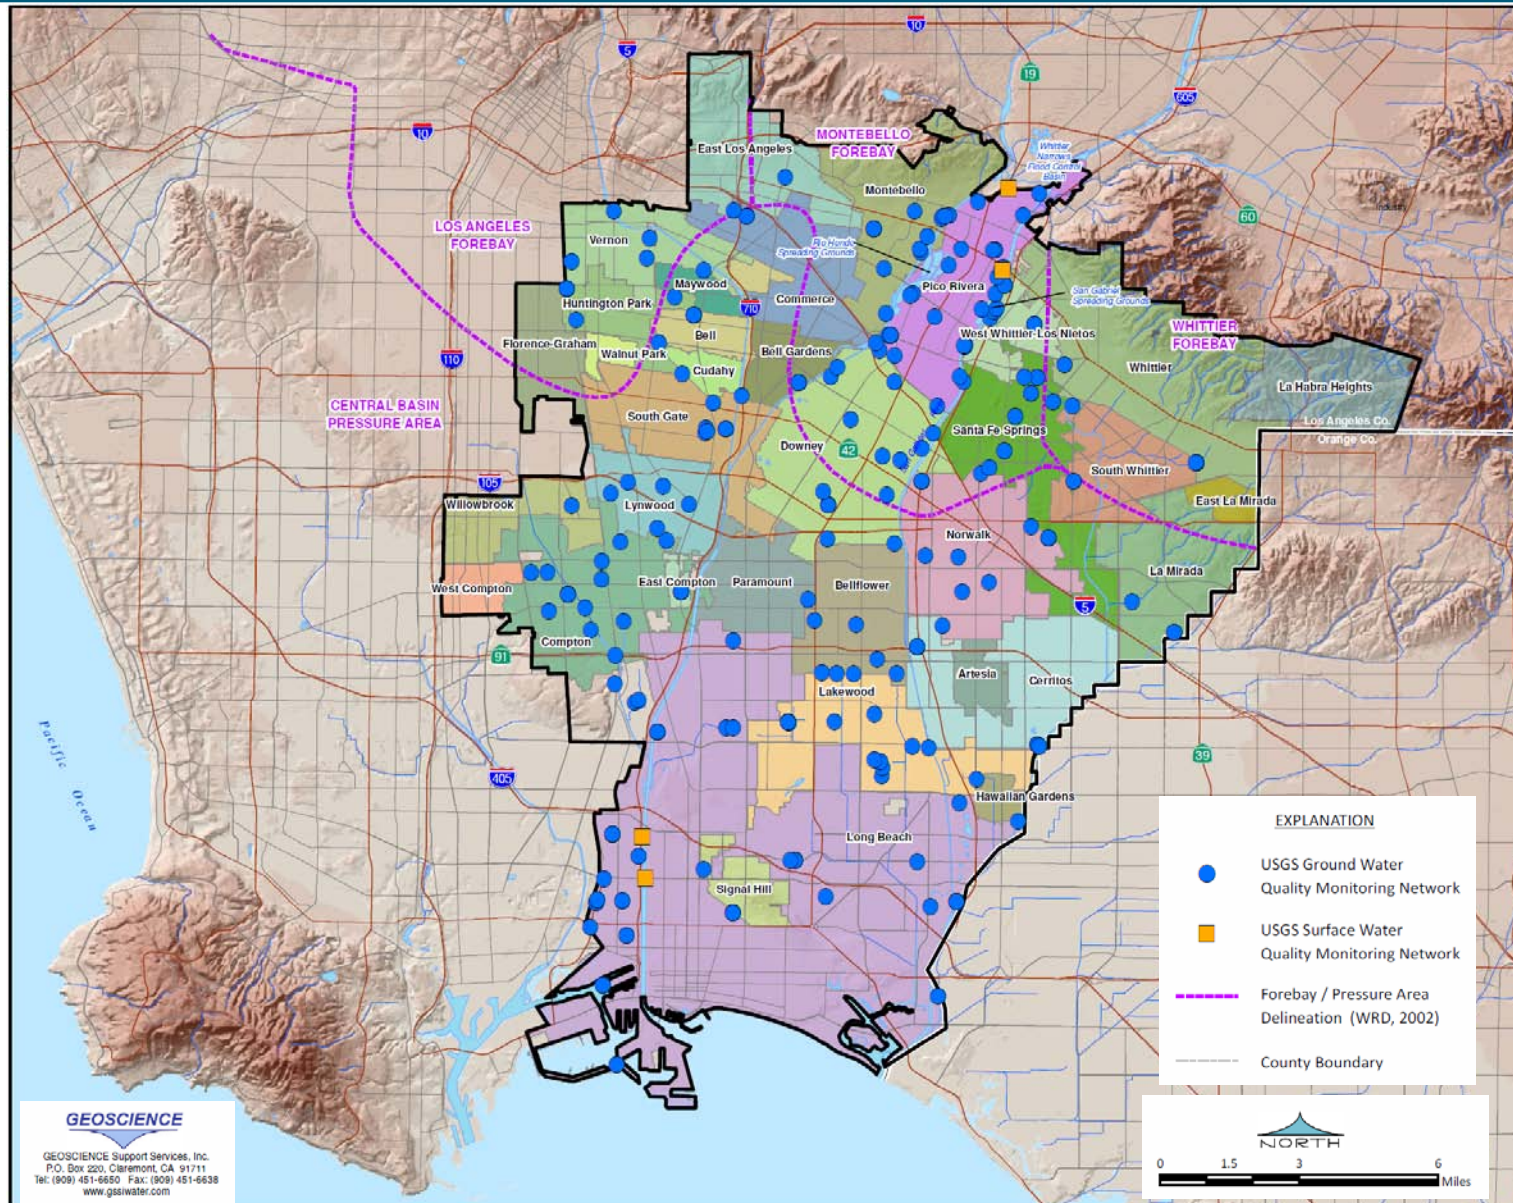 10
5
19
605
10
MONTEBELLO
FOREBAY
East Los Angeles
Whittier
Narrows
Flood Control
Basin
Montebello
60
Industry
LOS ANGELES
FOREBAY
Vernon
Rio Hondo
Spreading Grounds
Maywood
Pico Rivera
San Gabriel
Spreading Grounds
Huntington Park
710
Commerce
WHITTIER
FOREBAY
Bell
West Whittier-Los Nietos
Florence-Graham
Walnut Park
Bell Gardens
110
Cudahy
Whittier
La Habra Heights
CENTRAL BASIN
PRESSURE AREA
South Gate
Los Angeles Co.
Orange Co.
Santa Fe Springs
Downey
42
South Whittier
105
Willowbrook
Lynwood
East La Mirada
Norwalk
La Mirada
West Compton
East Compton
Paramount
Bellflower
5
Compton
91
Artesia
Cerritos
Lakewood
Pacific Ocean
405
39
Hawaiian Gardens
Long Beach
Signal Hill
EXPLANATION
USGS Ground Water
Quality Monitoring Network
USGS Surface Water
Quality Monitoring Network
Forebay / Pressure Area
Delineation (WRD, 2002)
County Boundary
GEOSCIENCE
GEOSCIENCE Support Services, Inc.
P.O. Box 220, Claremont, CA 91711
Tel: (909) 451-6650 Fax: (909) 451-6638
www.gssiwater.com
NORTH
0 1.5 3 6
Miles